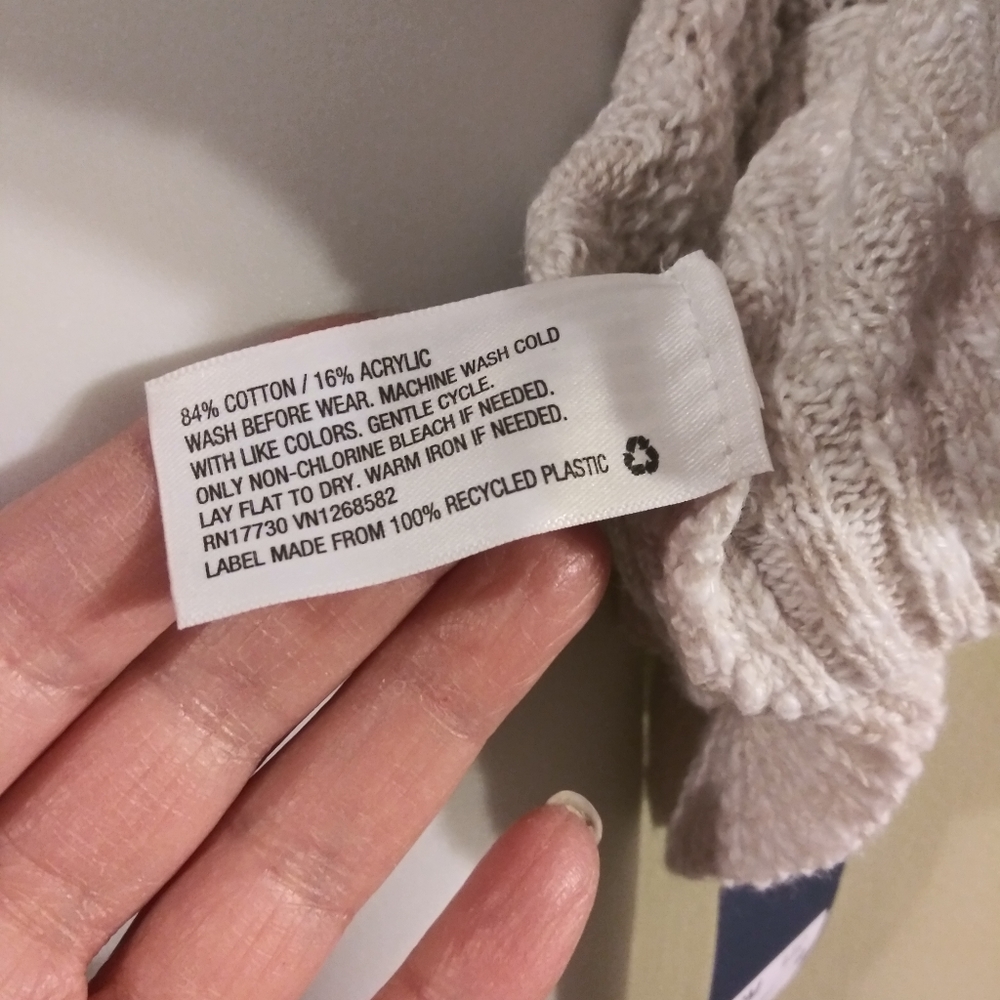 84% COTTON / 16% ACRYLIC
WASH BEFORE WEAR. MACHINE WASH COLD
WITH LIKE COLORS. GENTLE CYCLE.
ONLY NON-CHLORINE BLEACH IF NEEDED.
LAY FLAT TO DRY. WARM IRON IF NEEDED.
RN17730 VN1268582
LABEL MADE FROM 100% RECYCLED PLASTIC